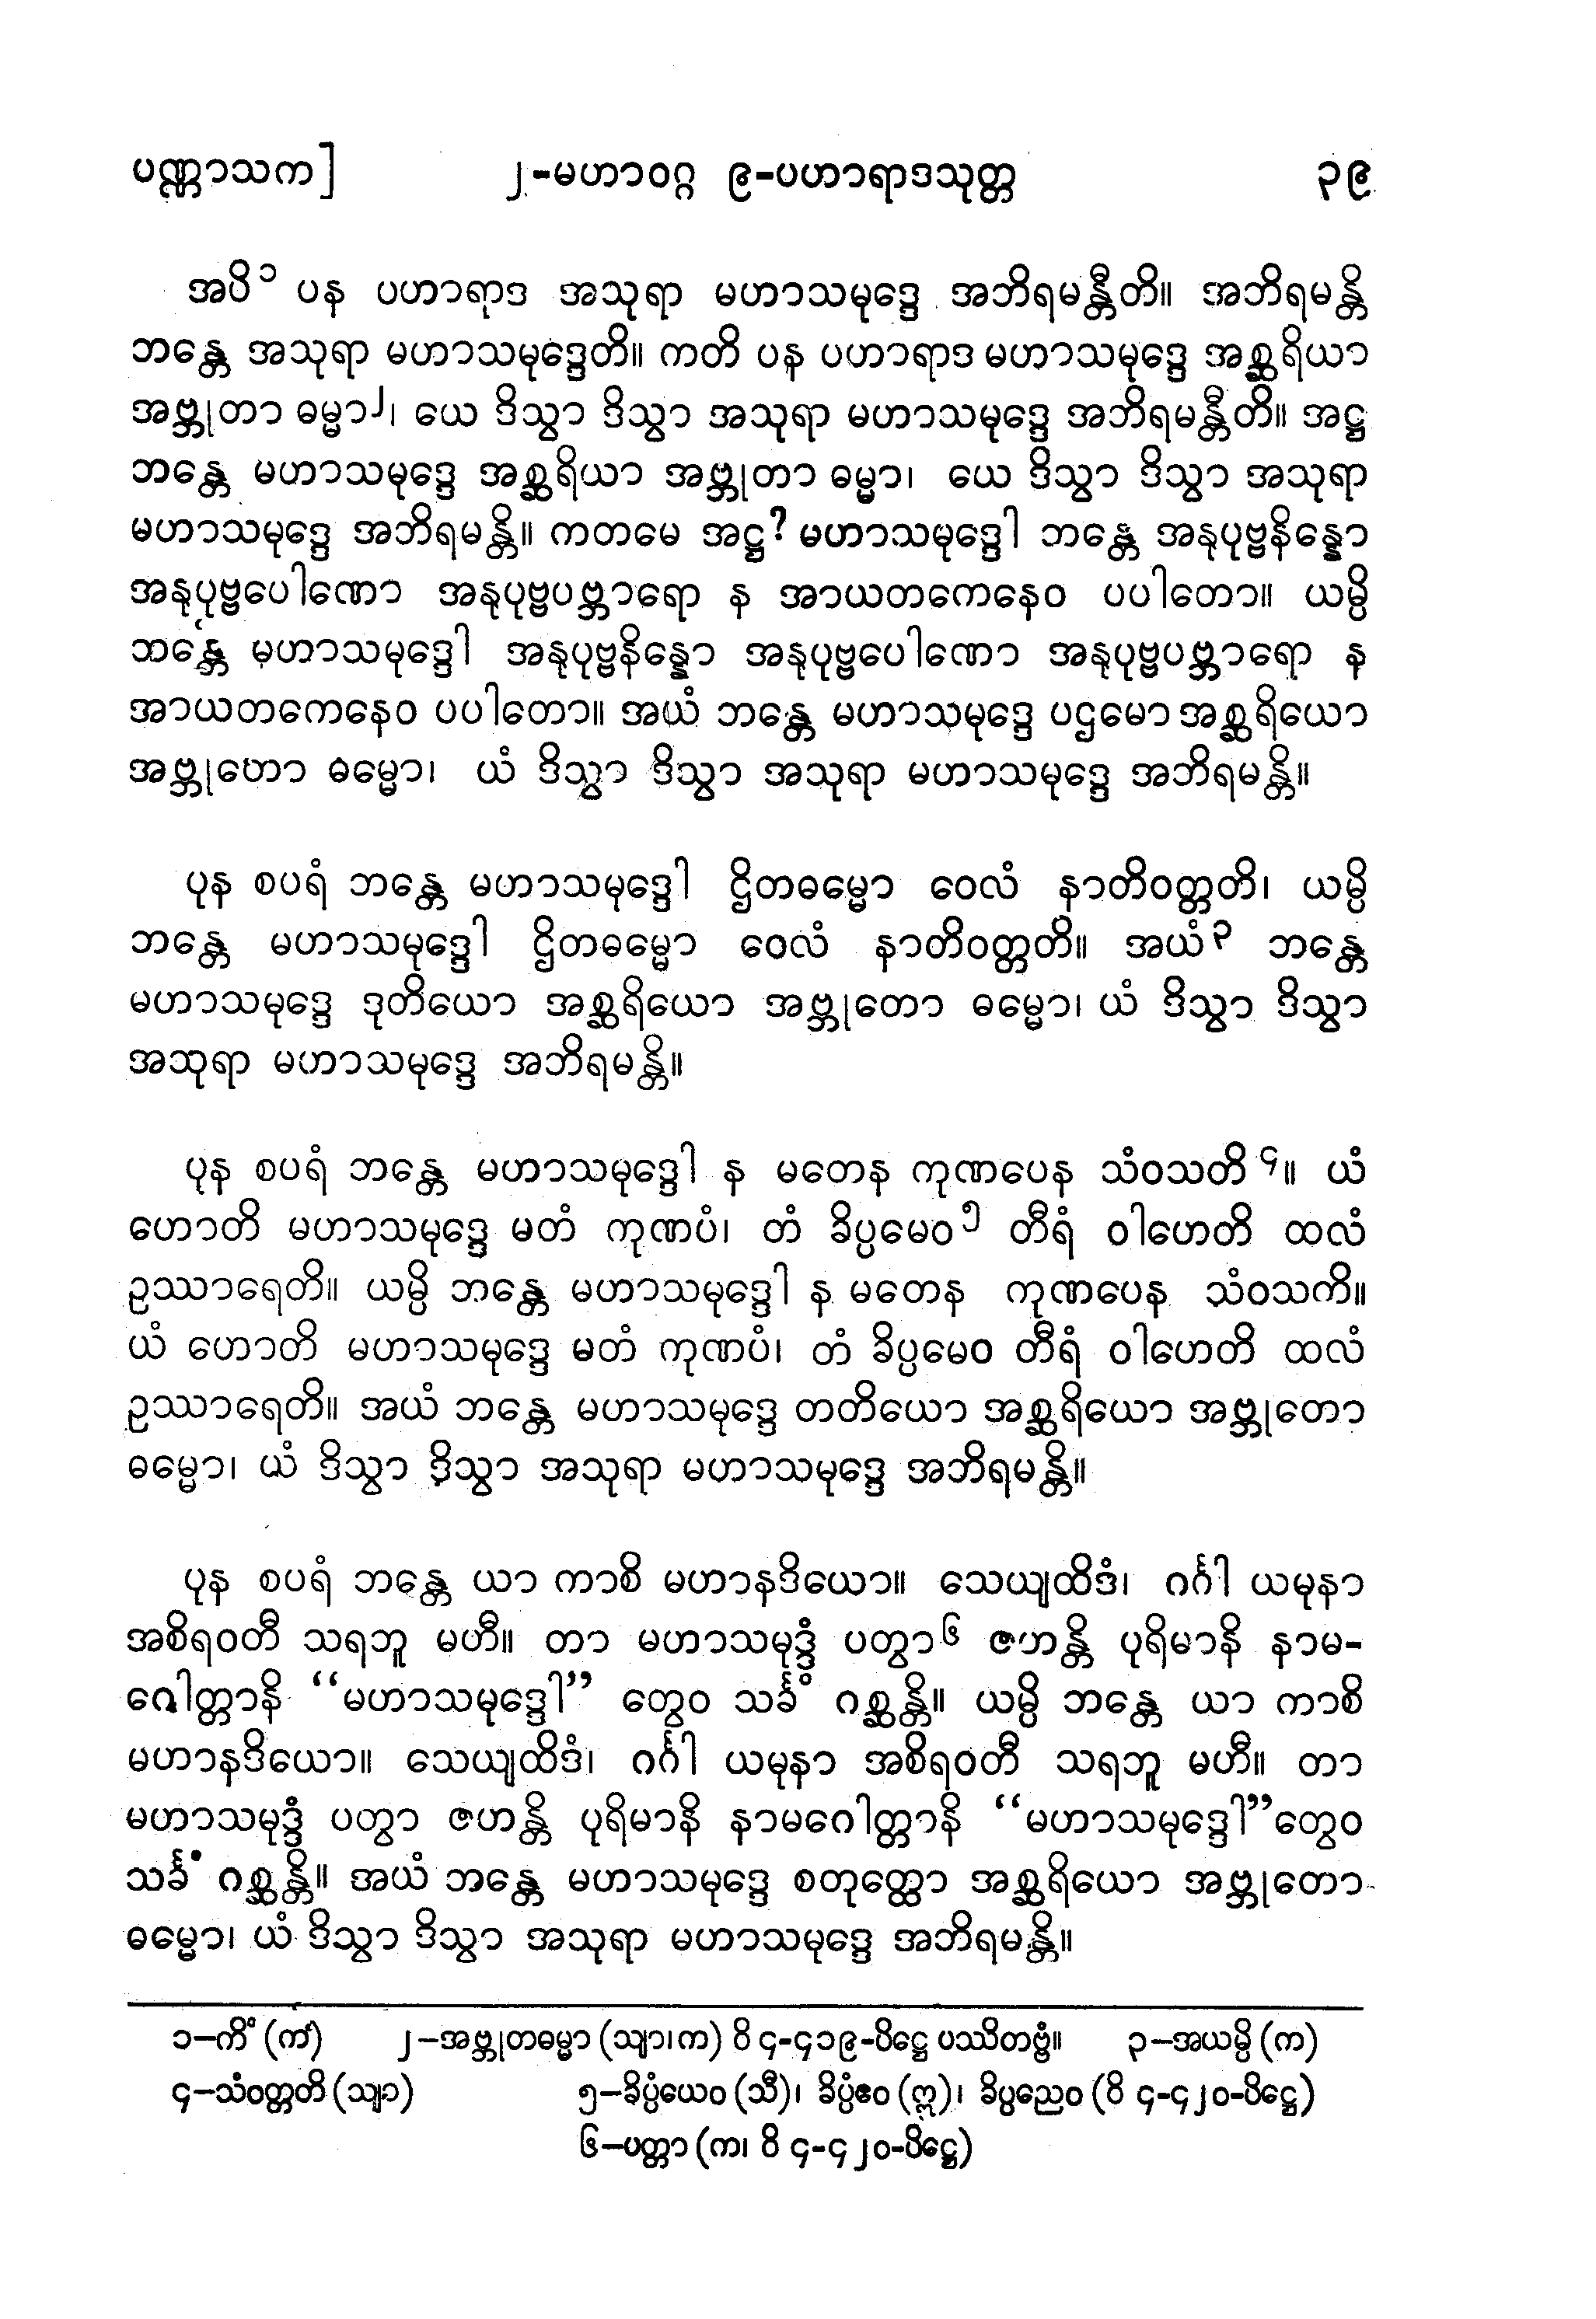 ပဏ္ဏာသက] ၂-မဟာဝဂ္ဂ ၉-ပဟာရာဒသုတ္တ ၃၉
အပိ၁ ပန ပဟာရာဒ အသုရာ မဟာသမုဒ္ဒေ အဘိရမန္တီတိ။ အဘိရမန္တိ
ဘန္တေ အသုရာ မဟာသမုဒ္ဒေတိ။ ကတိ ပန ပဟာရာဒ မဟာသမုဒ္ဒေ အစ္ဆရိယာ
အဗ္ဘုတာ ဓမ္မာ၂၊ ယေ ဒိသွာ ဒိသွာ အသုရာ မဟာသမုဒ္ဒေ အဘိရမန္တီတိ။ အဋ္ဌ
ဘန္တေ မဟာသမုဒ္ဒေ အစ္ဆရိယာ အဗ္ဘုတာ ဓမ္မာ၊ ယေ ဒိသွာ ဒိသွာ အသုရာ
မဟာသမုဒ္ဒေ အဘိရမန္တိ။ ကတမေ အဋ္ဌ? မဟာသမုဒ္ဒေါ ဘန္တေ အနုပုဗ္ဗနိန္နော
အနုပုဗ္ဗပေါဏော အနုပုဗ္ဗပဗ္ဘာရော န အာယတကေနေဝ ပပါတော။ ယမ္ပိ
ဘန္တေ မဟာသမုဒ္ဒေါ အနုပုဗ္ဗနိန္နော အနုပုဗ္ဗပေါဏော အနုပုဗ္ဗပဗ္ဘာရော န
အာယတကေနေဝ ပပါတော။ အယံ ဘန္တေ မဟာသမုဒ္ဒေ ပဌမော အစ္ဆရိယော
အဗ္ဘုတော ဓမ္မော၊ ယံ ဒိသွာ ဒိသွာ အသုရာ မဟာသမုဒ္ဒေ အဘိရမန္တိ။
ပုန စပရံ ဘန္တေ မဟာသမုဒ္ဒေါ ဌိတဓမ္မော ဝေလံ နာတိဝတ္တတိ၊ ယမ္ပိ
ဘန္တေ မဟာသမုဒ္ဒေါ ဌိတဓမ္မော ဝေလံ နာတိဝတ္တတိ။ အယံ၃ ဘန္တေ
မဟာသမုဒ္ဒေ ဒုတိယော အစ္ဆရိယော အဗ္ဘုတော ဓမ္မော၊ ယံ ဒိသွာ ဒိသွာ
အသုရာ မဟာသမုဒ္ဒေ အဘိရမန္တိ။
ပုန စပရံ ဘန္တေ မဟာသမုဒ္ဒေါ န မတေန ကုဏပေန သံဝသတိ၄။ ယံ
ဟောတိ မဟာသမုဒ္ဒေ မတံ ကုဏပံ၊ တံ ခိပ္ပမေဝ၅ တီရံ ဝါဟေတိ ထလံ
ဥဿာရေတိ။ ယမ္ပိ ဘန္တေ မဟာသမုဒ္ဒေါ န မတေန ကုဏပေန သံဝသကိ။
ယံ ဟောတိ မဟာသမုဒ္ဒေ မတံ ကုဏပံ၊ တံ ခိပ္ပမေဝ တီရံ ဝါဟေတိ ထလံ
ဥဿာရေတိ။ အယံ ဘန္တေ မဟာသမုဒ္ဒေ တတိယော အစ္ဆရိယော အဗ္ဘုတော
ဓမ္မော၊ ယံ ဒိသွာ ဒိသွာ အသုရာ မဟာသမုဒ္ဒေ အဘိရမန္တိ။
ပုန စပရံ ဘန္တေ ယာ ကာစိ မဟာနဒိယော။ သေယျထိဒံ၊ ဂင်္ဂါ ယမုနာ
အစိရဝတီ သရဘူ မဟီ။ တာ မဟာသမုဒ္ဒံ ပတွာ၆ ဇဟန္တိ ပုရိမာနိ နာမ-
ဂေါတ္တာနိ “မဟာသမုဒ္ဒေါ” တွေဝ သင်္ခံ ဂစ္ဆန္တိ။ ယမ္ပိ ဘန္တေ ယာ ကာစိ
မဟာနဒိယော။ သေယျထိဒံ၊ ဂင်္ဂါ ယမုနာ အစိရဝတီ သရဘူ မဟီ။ တာ
မဟာသမုဒ္ဒံ ပတွာ ဇဟန္တိ ပုရိမာနိ နာမဂေါတ္တာနိ “မဟာသမုဒ္ဒေါ”တွေဝ
သင်္ခံ ဂစ္ဆန္တိ။ အယံ ဘန္တေ မဟာသမုဒ္ဒေ စတုတ္ထော အစ္ဆရိယော အဗ္ဘုတော
ဓမ္မော၊ ယံ ဒိသွာ ဒိသွာ အသုရာ မဟာသမုဒ္ဒေ အဘိရမန္တိ။
၁—ကိံ (ကံ) ၂—အဗ္ဘုတဓမ္မာ (သျာ၊ က) ဝိ ၄-၄၁၉-ပိဋ္ဌေ ပဿိတဗ္ဗံ။ ၃—အယမ္ပိ (က)
၄—သံဝတ္တတိ (သျာ) ၅—ခိပ္ပံယေဝ (သီ)၊ ခိပ္ပံဧဝ (ဣ)၊ ခိပ္ပညေဝ (ဝိ ၄-၄၂၀-ပိဋ္ဌေ)
၆—ပတ္တာ (က၊ ဝိ ၄-၄၂၀-ပိဋ္ဌေ)